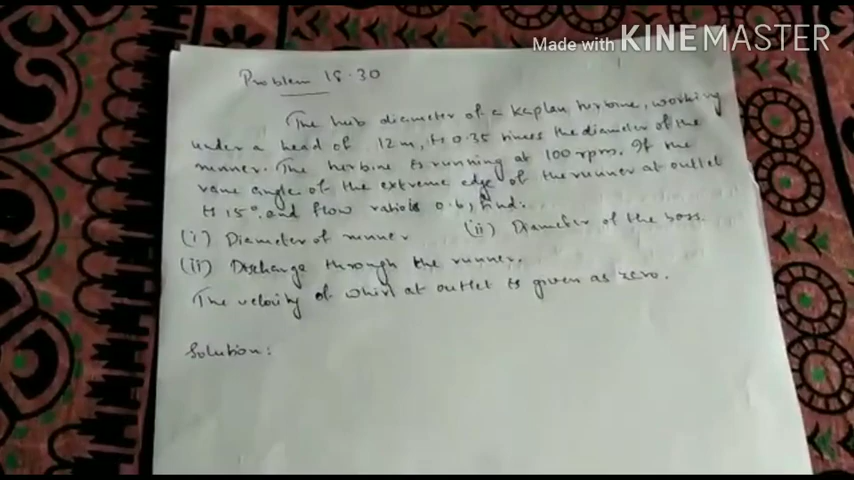 Made with KINEMASTER
Problem 18.30
The hub diameter of a Kaplan turbine, working
under a head of 12m, is 0.35 times the diameter of the
runner. The turbine is running at 100 rpm. If the
vane angle of the extreme edge of the runner at outlet
is 15°. and flow ratio is 0.6, find:
(i) Diameter of runner (ii) Diameter of the boss.
(iii) Discharge through the runner.
The velocity of whirl at outlet is given as zero.
Solution: